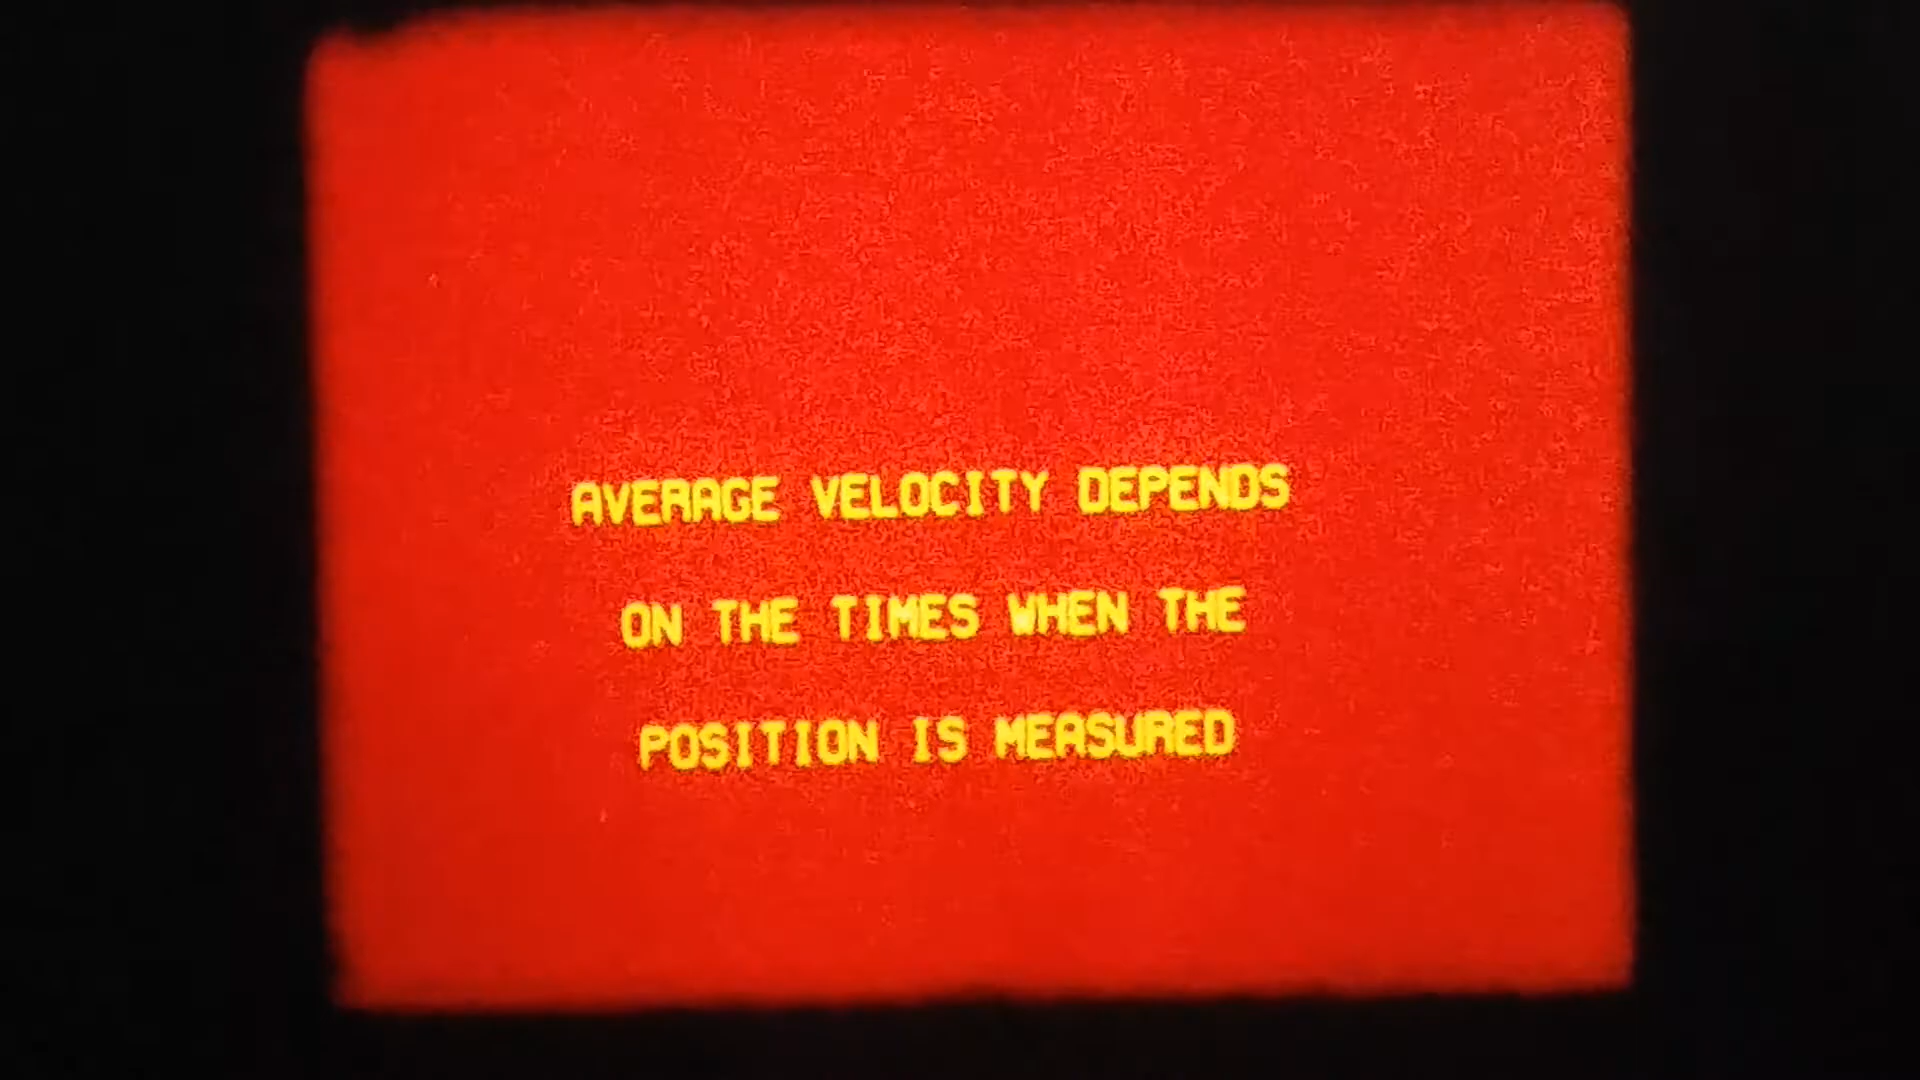 AVERAGE VELOCITY DEPENDS
ON THE TIMES WHEN THE
POSITION IS MEASURED